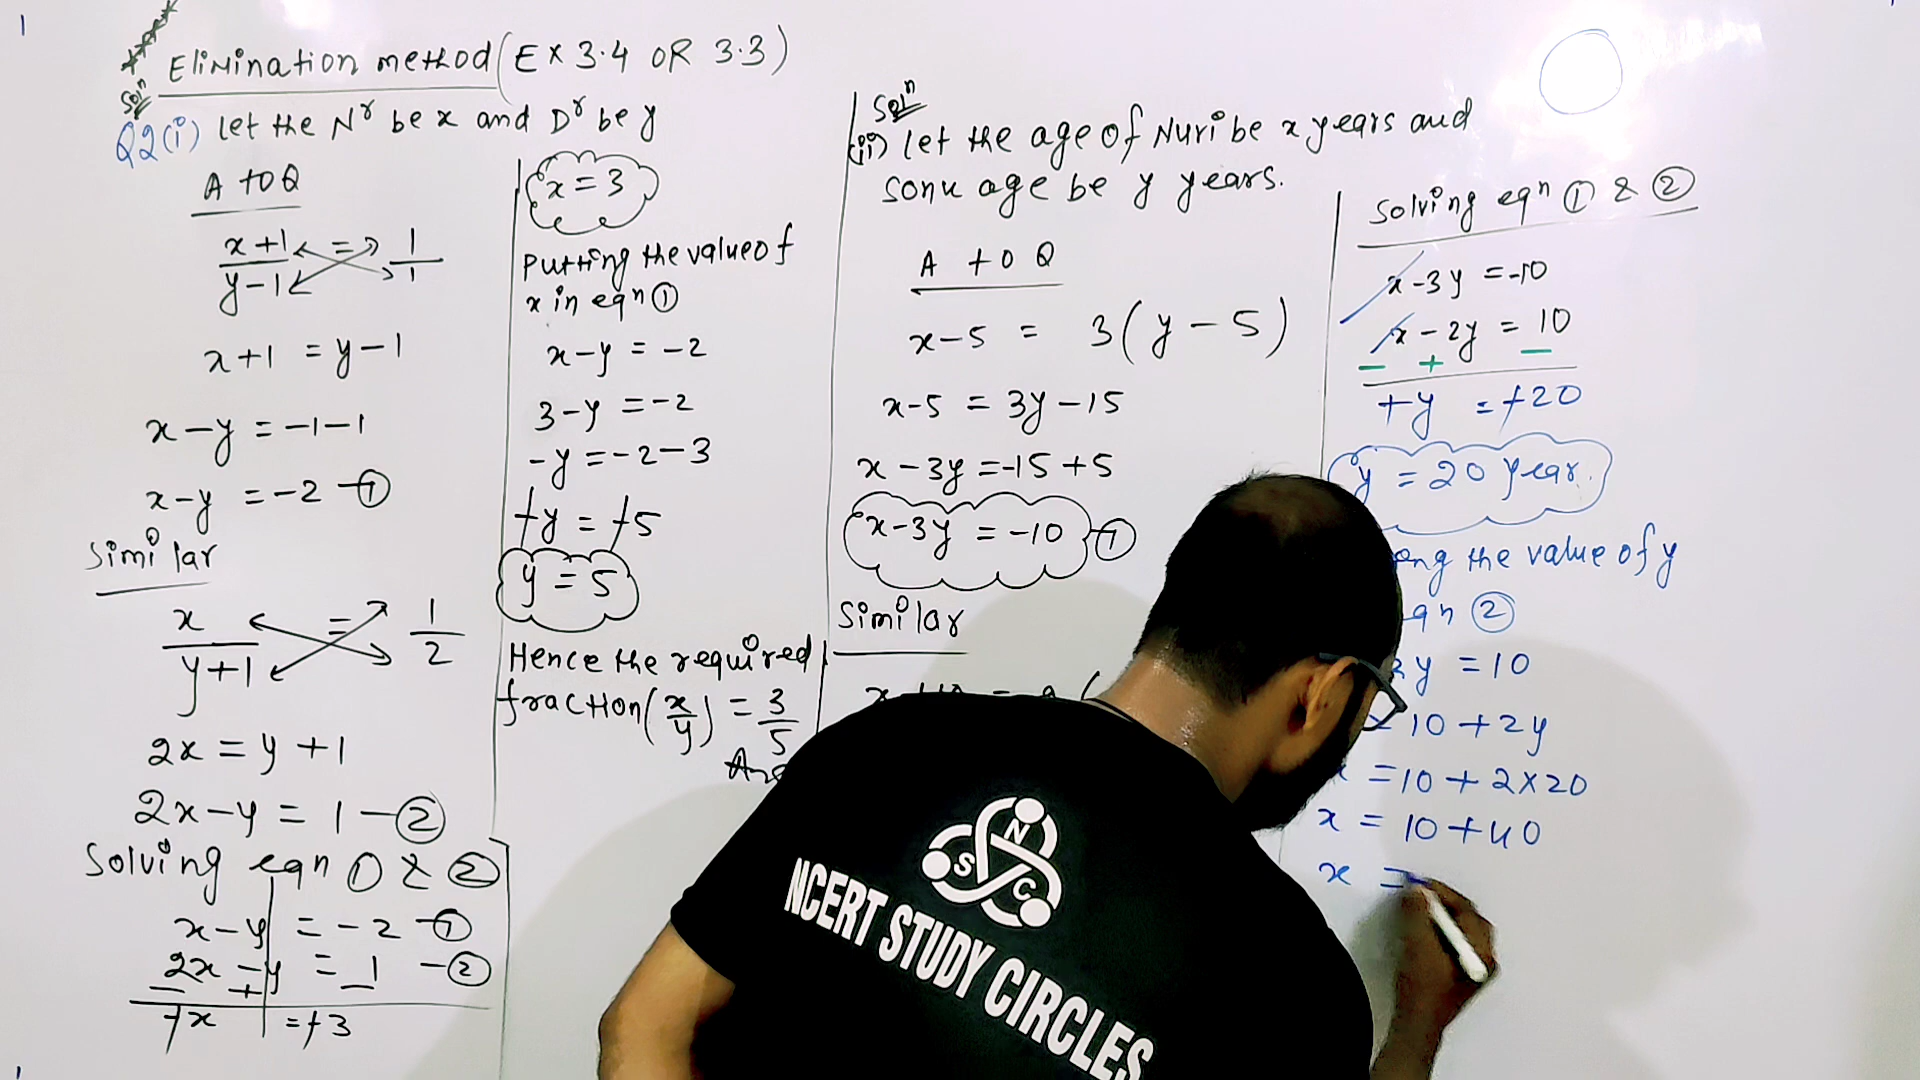 Elimination method (EX 3.4 OR 3.3)
Solⁿ
Q2(i) Let the Nʳ be x and Dʳ be y
A to Q
x+1/y-1 = 1/1
x+1 = y-1
x-y = -1-1
x-y = -2 - ①
Similar
x/y+1 = 1/2
2x = y+1
2x-y = 1 - ②
Solving eqn ① & ②
x-y = -2 - ①
2x-y = 1 - ②
- + -
-x = -3
x = 3
Putting the value of
x in eqn ①
x-y = -2
3-y = -2
-y = -2-3
-y = -5
y = 5
Hence the required
fraction (x/y) = 3/5
Solⁿ
(ii) Let the age of Nuri be x years and
sonu age be y years.
A to Q
x-5 = 3(y-5)
x-5 = 3y-15
x-3y = -15+5
x-3y = -10 - ①
Similar
Solving eqⁿ ① & ②
x-3y = -10
x-2y = 10
- + -
-y = -20
y = 20 year.
the value of y
②
y = 10
10+2y
= 10+2×20
x = 10+40
x =
N
S C
NCERT STUDY CIRCLES